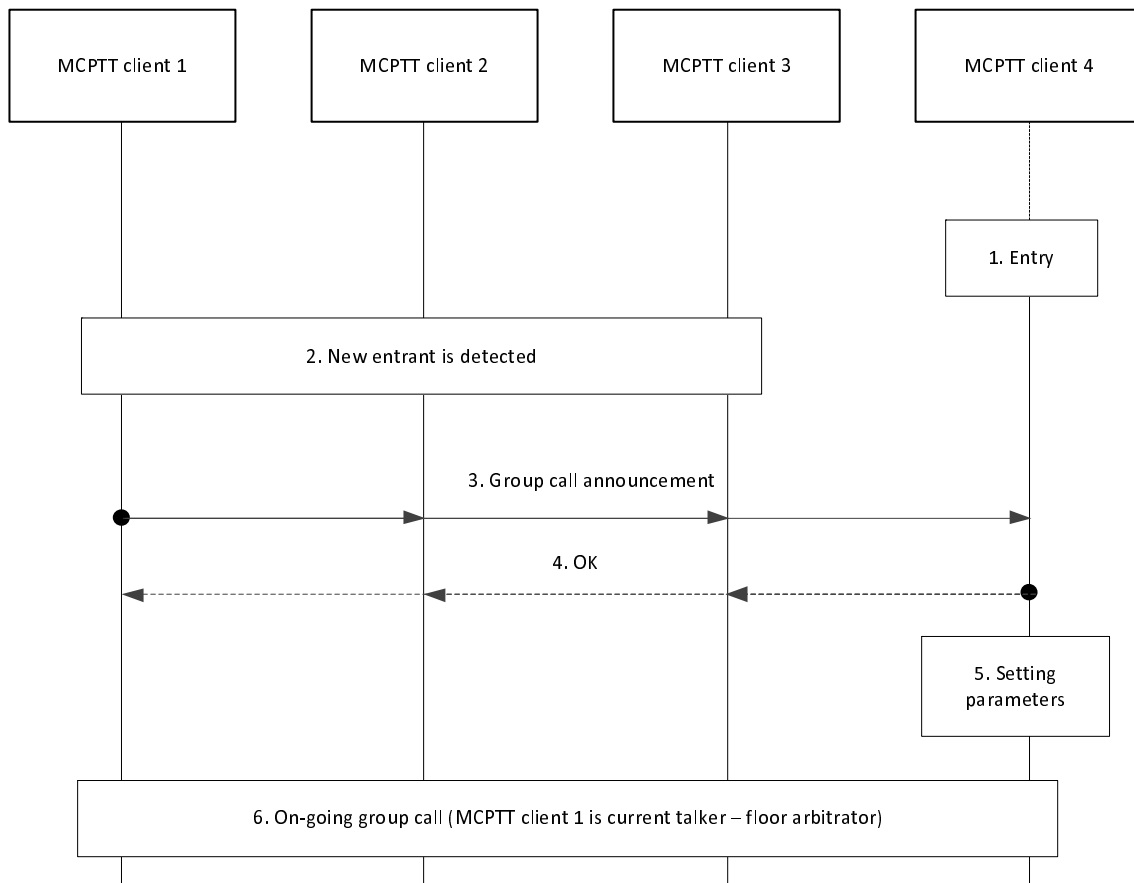 MCPTT client 1
MCPTT client 2
MCPTT client 3
MCPTT client 4
1. Entry
2. New entrant is detected
3. Group call announcement
4. OK
5. Setting
parameters
6. On-going group call (MCPTT client 1 is current talker – floor arbitrator)